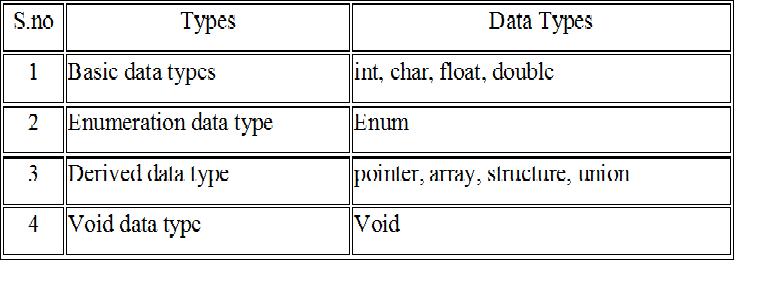 S.no Types Data Types
1 Basic data types int, char, float, double
2 Enumeration data type Enum
3 Derived data type pointer, array, structure, union
4 Void data type Void